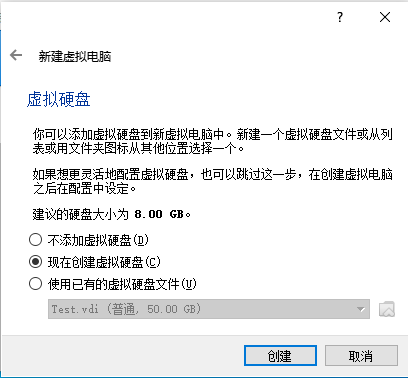 ?
新建虚拟电脑
虚拟硬盘
你可以添加虚拟硬盘到新虚拟电脑中。新建一个虚拟硬盘文件或从列
表或用文件夹图标从其他位置选择一个。
如果想更灵活地配置虚拟硬盘，也可以跳过这一步，在创建虚拟电脑
之后在配置中设定。
建议的硬盘大小为 8.00 GB。
不添加虚拟硬盘(D)
现在创建虚拟硬盘(C)
使用已有的虚拟硬盘文件(U)
Test.vdi (普通, 50.00 GB)
创建
取消